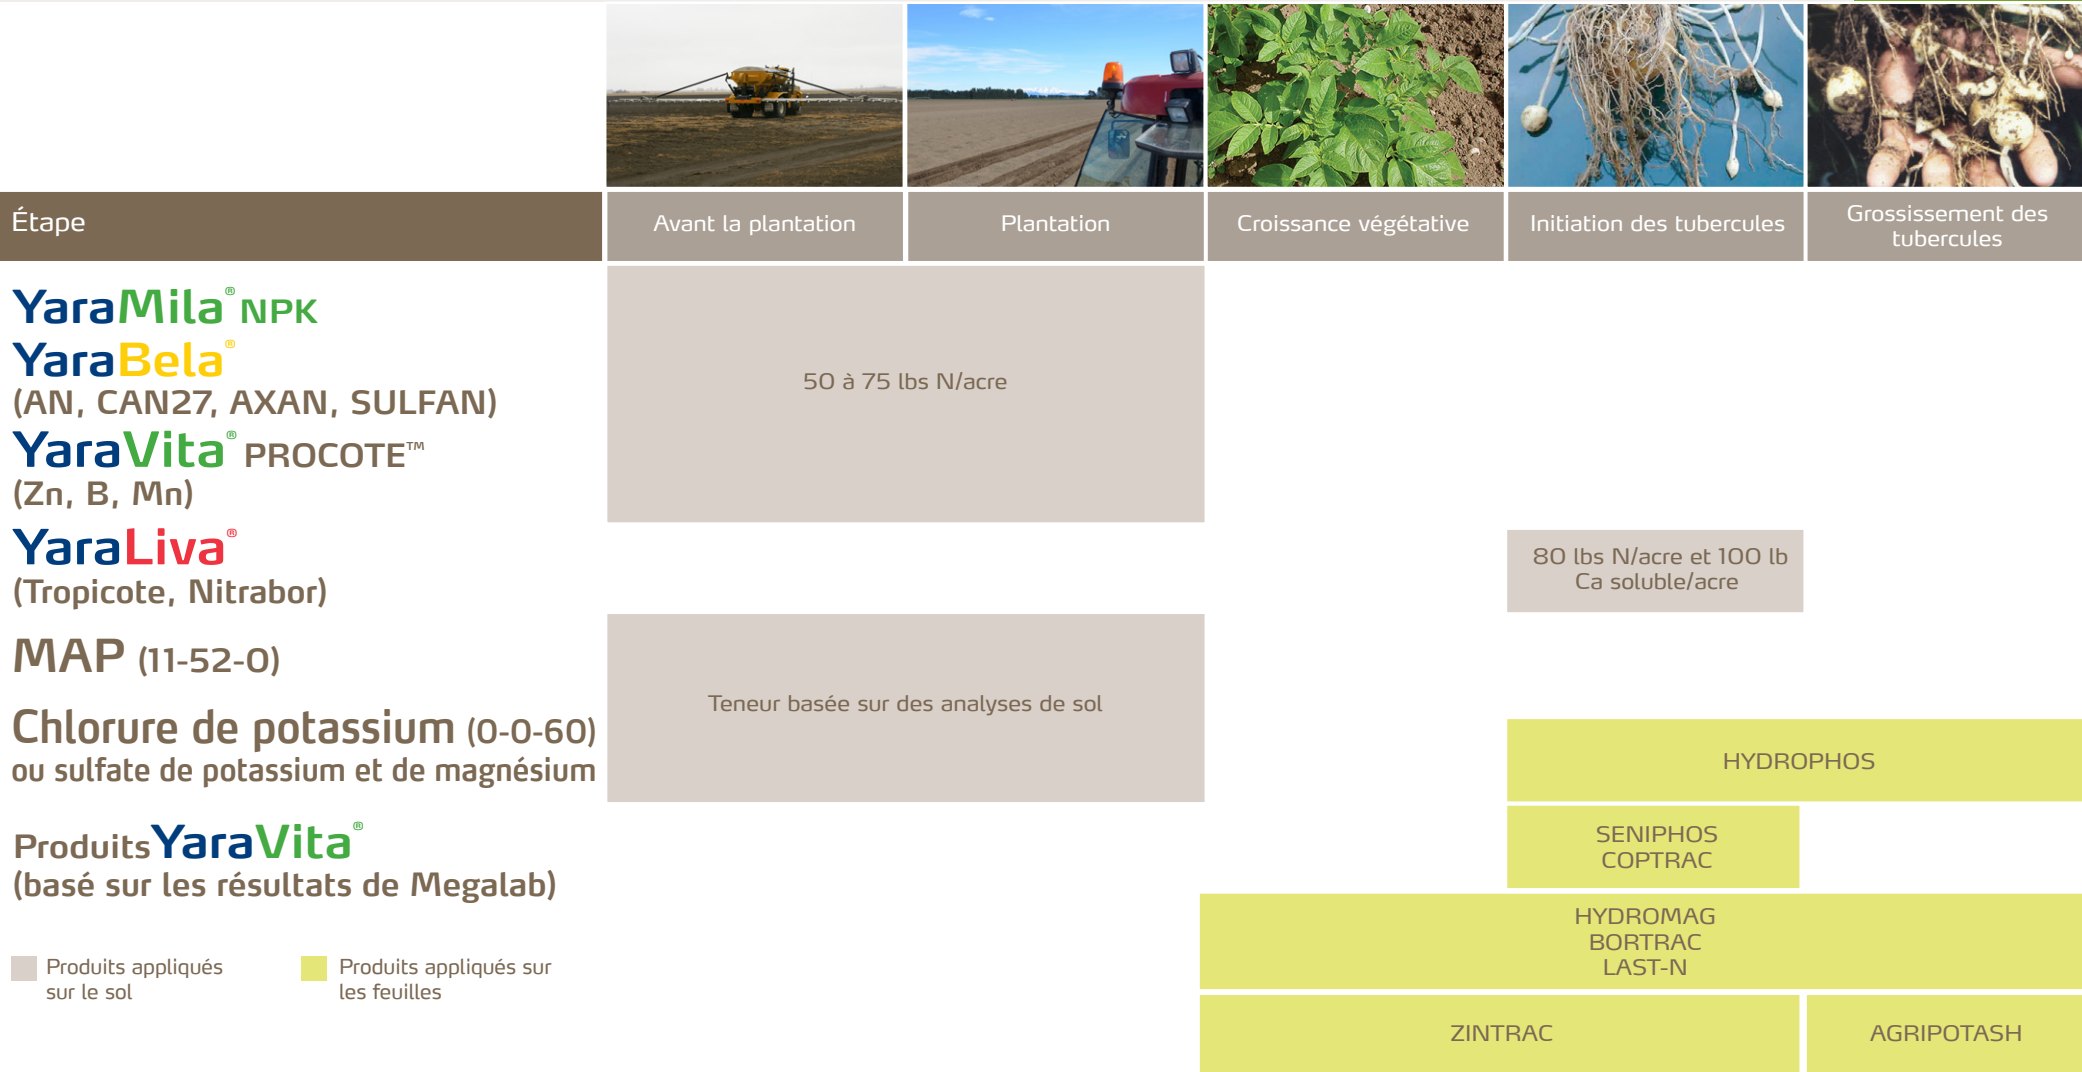 Étape
Avant la plantation
Plantation
Croissance végétative
Initiation des tubercules
Grossissement des
tubercules
YaraMila® NPK
YaraBela®
(AN, CAN27, AXAN, SULFAN)
YaraVita® PROCOTE™
(Zn, B, Mn)
50 à 75 lbs N/acre
YaraLiva®
(Tropicote, Nitrabor)
80 lbs N/acre et 100 lb
Ca soluble/acre
MAP (11-52-0)
Chlorure de potassium (0-0-60)
ou sulfate de potassium et de magnésium
Teneur basée sur des analyses de sol
HYDROPHOS
Produits YaraVita®
(basé sur les résultats de Megalab)
SENIPHOS
COPTRAC
HYDROMAG
BORTRAC
LAST-N
ZINTRAC
AGRIPOTASH
Produits appliqués
sur le sol
Produits appliqués sur
les feuilles